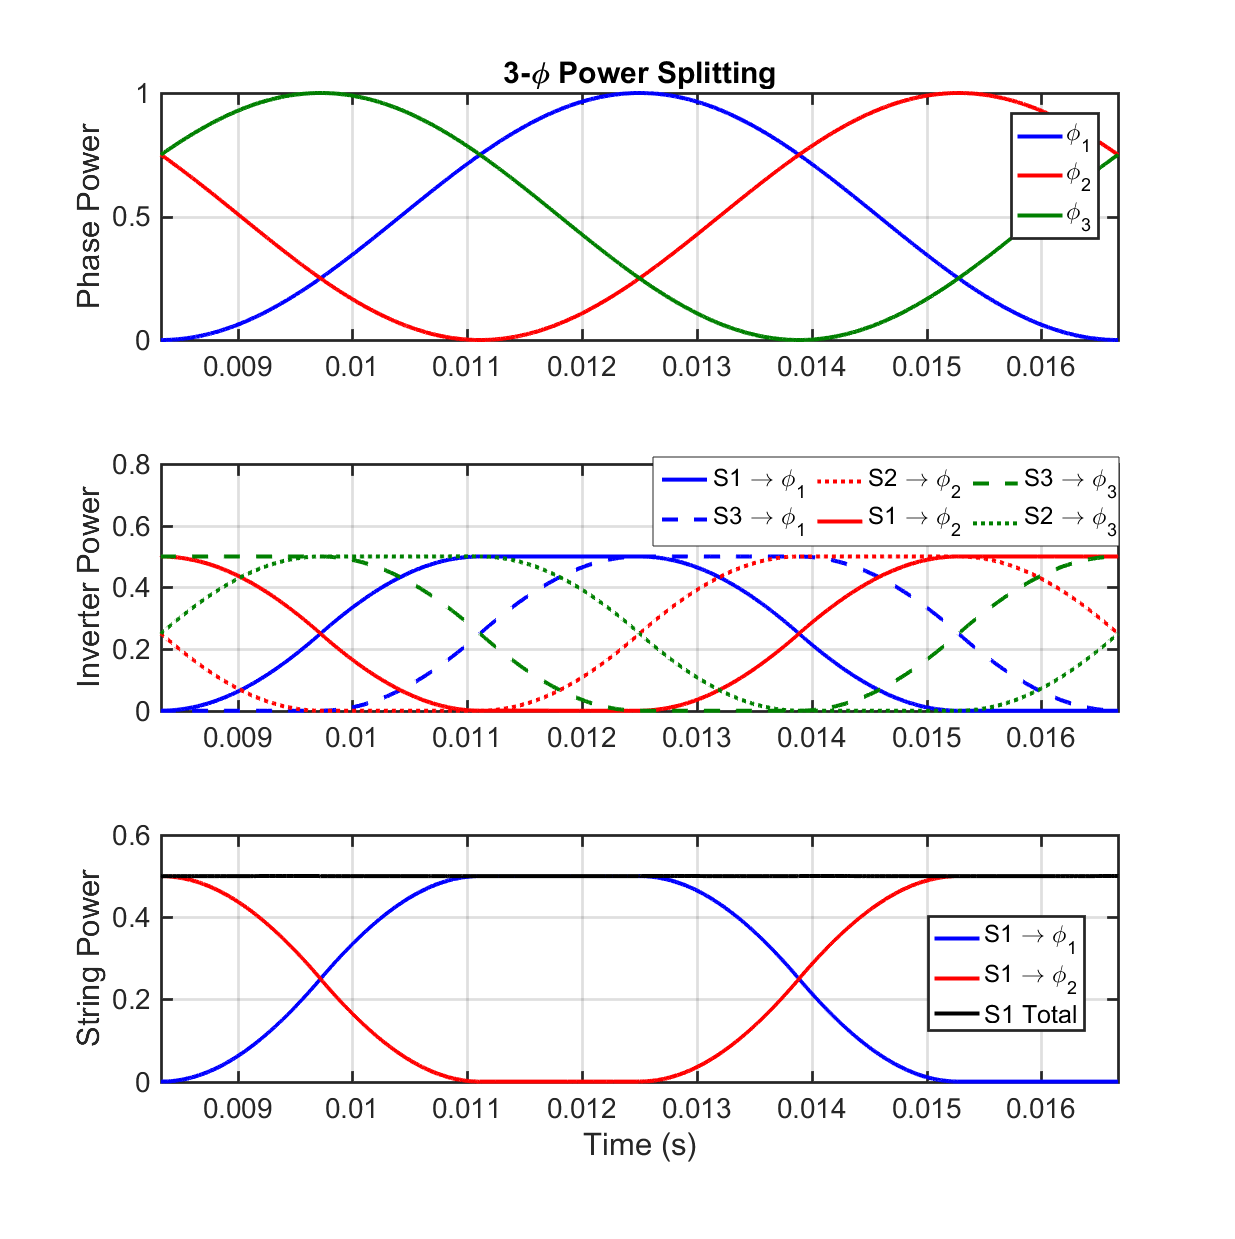 3-ϕ Power Splitting
Phase Power
1
0.5
0
0.009 0.01 0.011 0.012 0.013 0.014 0.015 0.016
ϕ1
ϕ2
ϕ3
Inverter Power
0.8
0.6
0.4
0.2
0
0.009 0.01 0.011 0.012 0.013 0.014 0.015 0.016
S1 → ϕ1 S2 → ϕ2 S3 → ϕ3
S3 → ϕ1 S1 → ϕ2 S2 → ϕ3
String Power
0.6
0.4
0.2
0
0.009 0.01 0.011 0.012 0.013 0.014 0.015 0.016
S1 → ϕ1
S1 → ϕ2
S1 Total
Time (s)